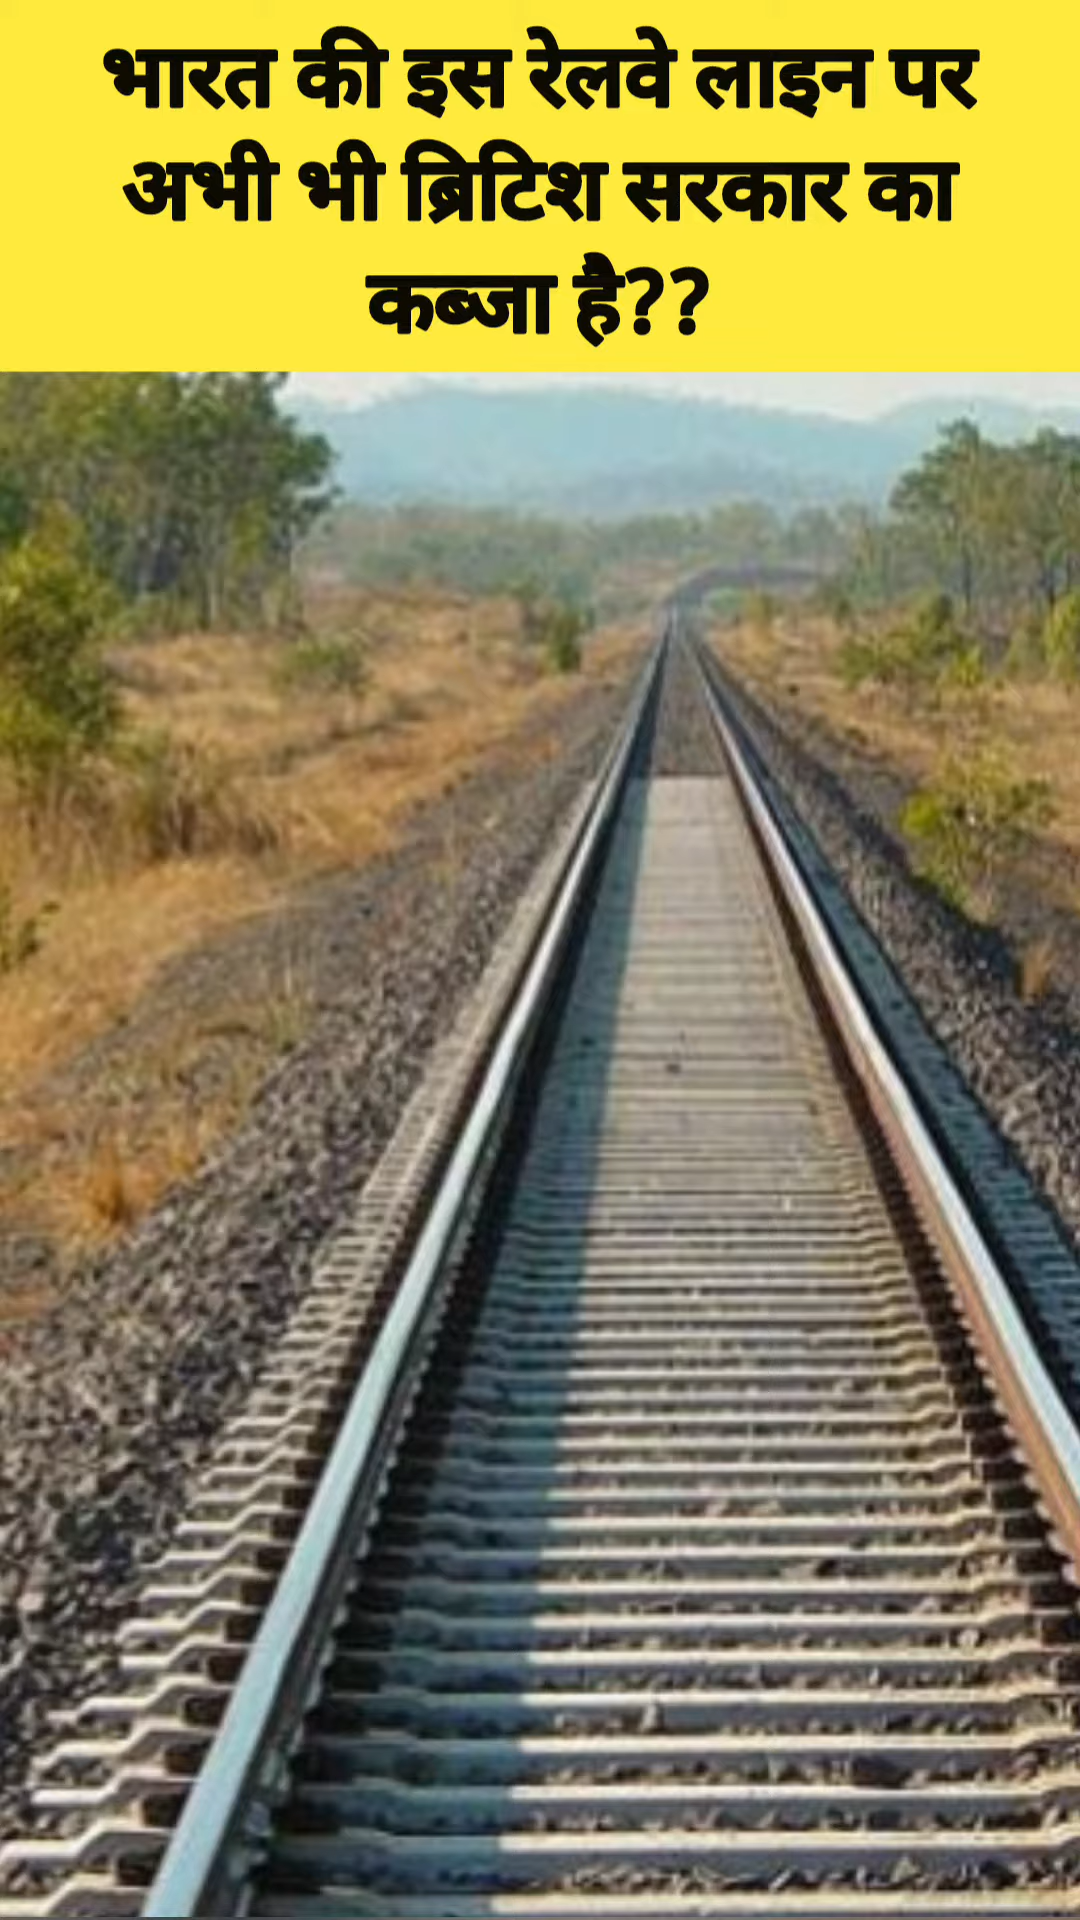 भारत की इस रेलवे लाइन पर
अभी भी ब्रिटिश सरकार का
कब्जा है??